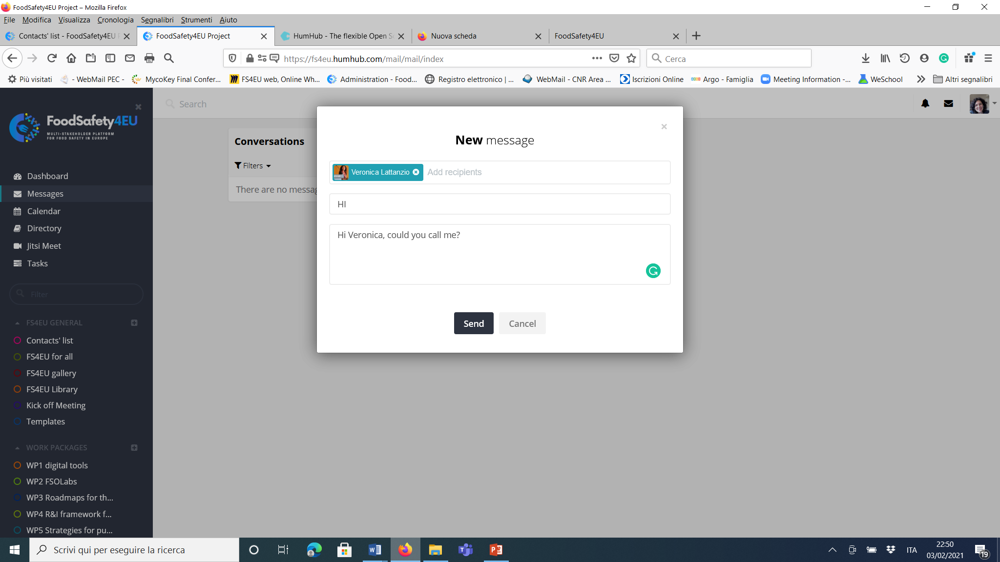 FoodSafety4EU Project – Mozilla Firefox
File Modifica Visualizza Cronologia Segnalibri Strumenti Aiuto
Contacts' list - FoodSafety4EU
FoodSafety4EU Project
HumHub - The flexible Open
Nuova scheda
FoodSafety4EU
https://fs4eu.humhub.com/mail/mail/index
Cerca
Più visitati
- WebMail PEC -
MycoKey Final Confer...
FS4EU web, Online Wh...
Administration - Food...
Registro elettronico | ...
WebMail - CNR Area ...
Iscrizioni Online
Argo - Famiglia
Meeting Information -...
WeSchool
Altri segnalibri
FoodSafety4EU
MULTI-STAKEHOLDER PLATFORM
FOR FOOD SAFETY IN EUROPE
Search
Dashboard
Messages
Calendar
Directory
Jitsi Meet
Tasks
Filter
FS4EU GENERAL
Contacts' list
FS4EU for all
FS4EU gallery
FS4EU Library
Kick off Meeting
Templates
WORK PACKAGES
WP1 digital tools
WP2 FSOLabs
WP3 Roadmaps for th...
WP4 R&I framework f...
WP5 Strategies for pu...
Conversations
Filters
There are no messag
New message
Veronica Lattanzio
Add recipients
HI
Hi Veronica, could you call me?
Send
Cancel
Scrivi qui per eseguire la ricerca
ITA
22:50
03/02/2021
19